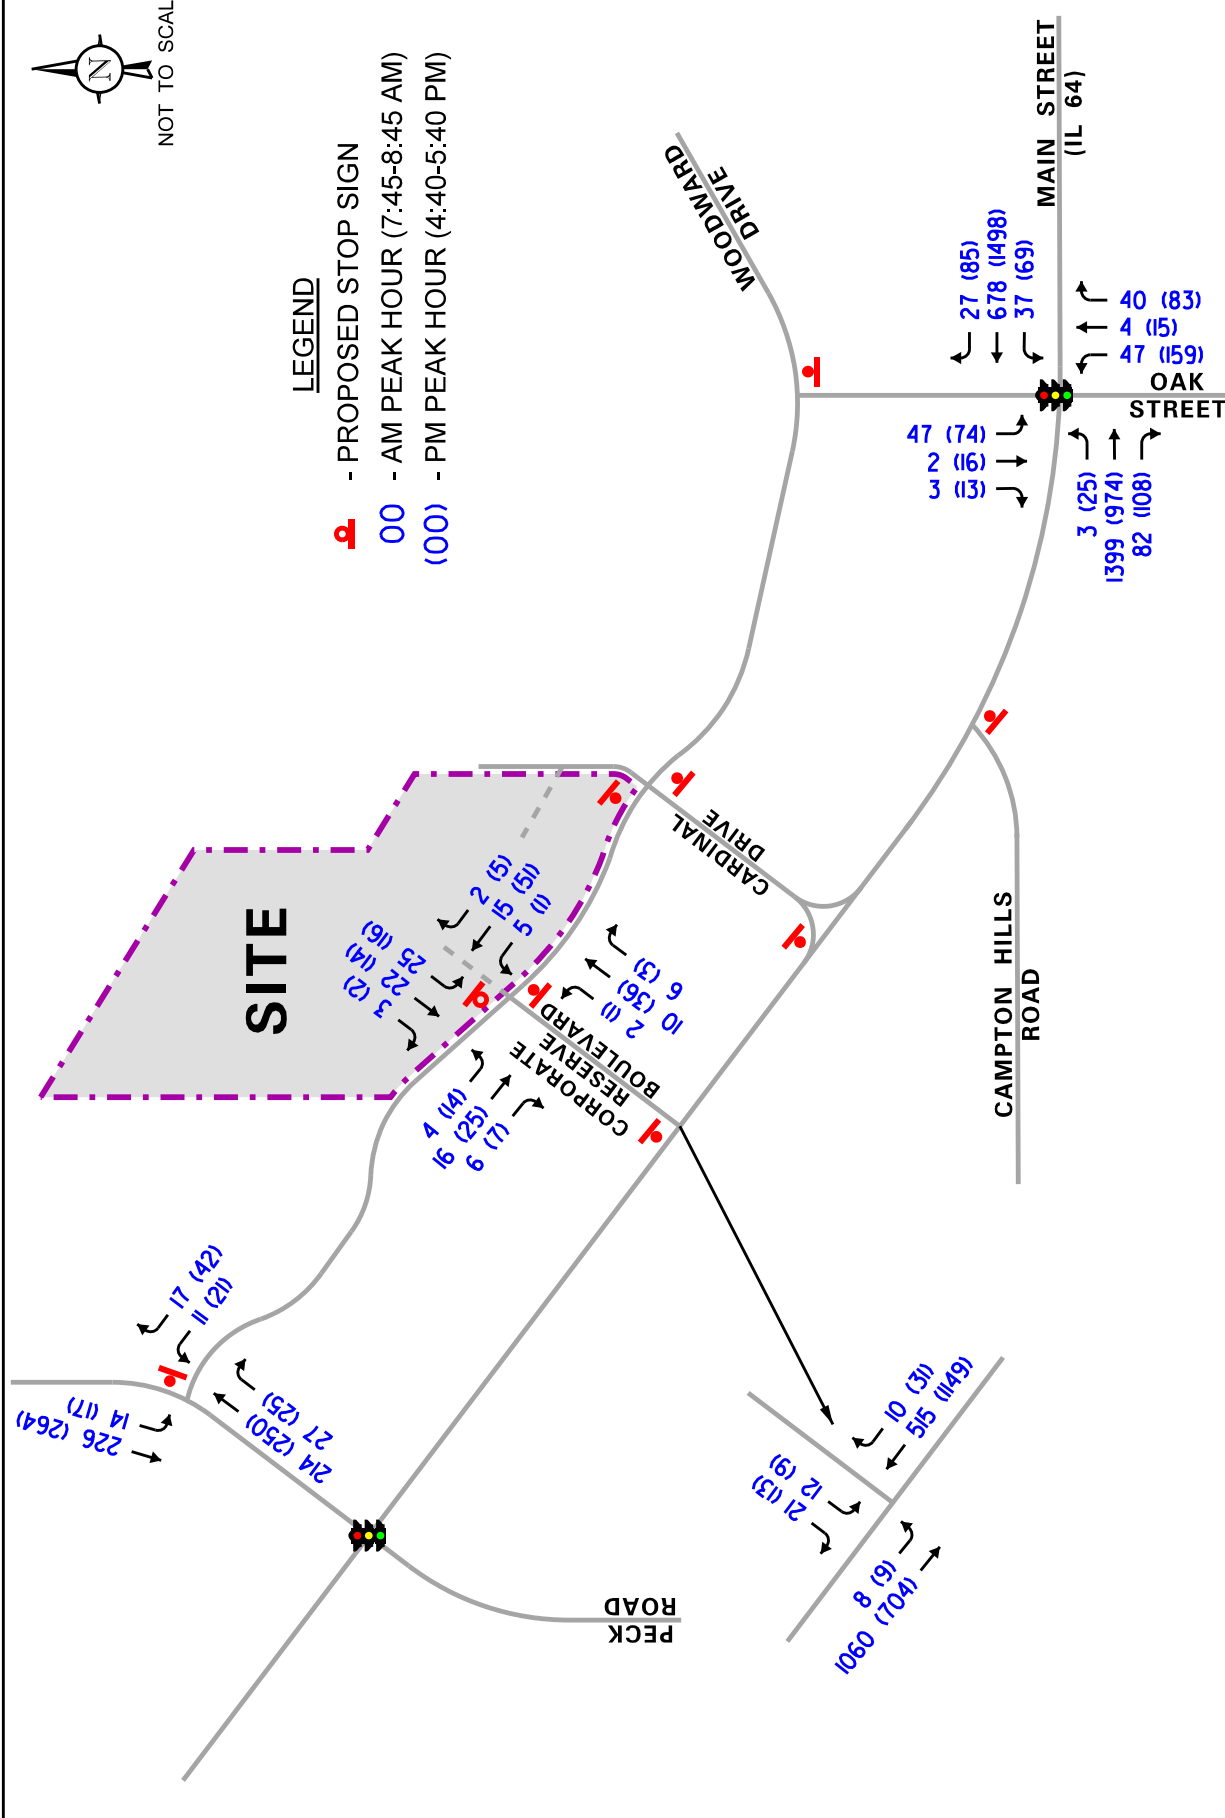 N
NOT TO SCAL
LEGEND
- PROPOSED STOP SIGN
00 - AM PEAK HOUR (7:45-8:45 AM)
(00) - PM PEAK HOUR (4:40-5:40 PM)
WOODWARD
DRIVE
MAIN STREET
(IL 64)
27 (85)
678 (1498)
37 (69)
40 (83)
4 (15)
47 (159)
OAK
STREET
47 (74)
2 (16)
3 (13)
3 (25)
1399 (974)
82 (108)
SITE
2 (5)
15 (51)
5 (1)
25 (16)
22 (14)
3 (2)
6 (3)
10 (36)
2 (1)
4 (14)
16 (25)
6 (7)
CARDINAL
DRIVE
CORPORATE
RESERVE
BOULEVARD
CAMPTON HILLS
ROAD
17 (42)
11 (21)
14 (17)
226 (264)
27 (25)
214 (250)
PECK
ROAD
10 (31)
515 (1149)
12 (9)
21 (13)
8 (9)
1060 (704)